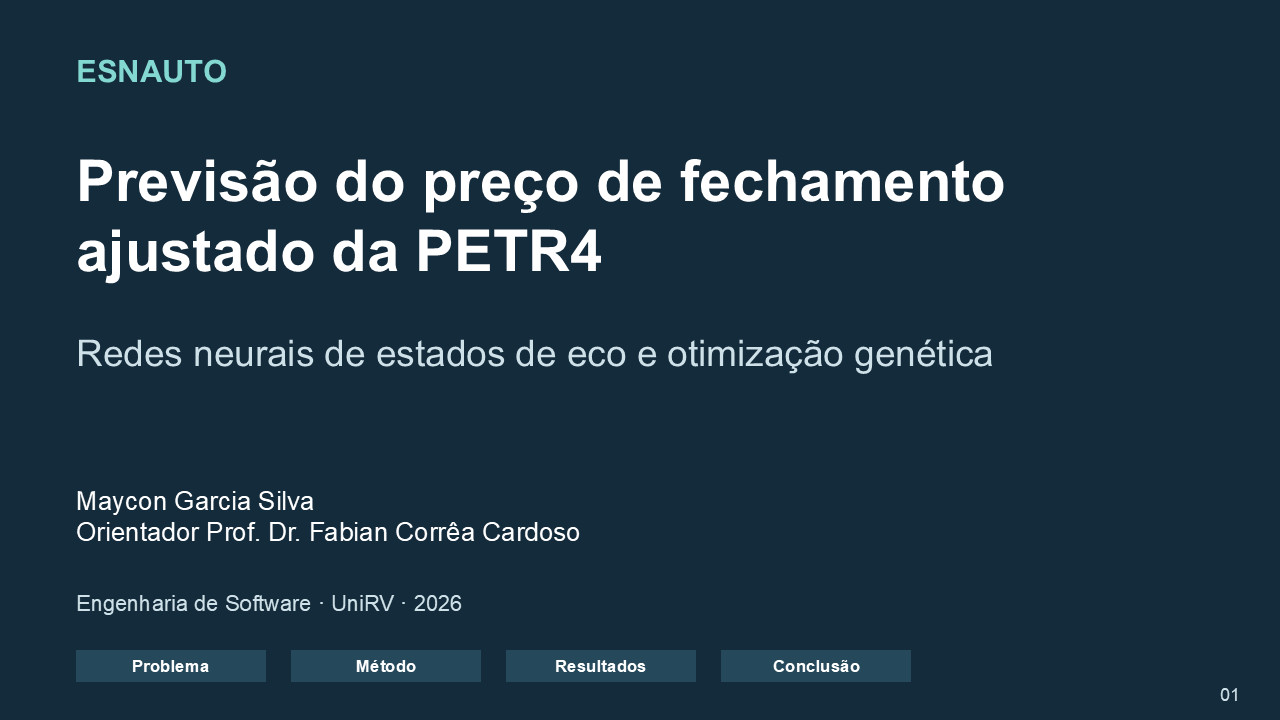 ESNAUTO
Previsão do preço de fechamento
ajustado da PETR4
Redes neurais de estados de eco e otimização genética
Maycon Garcia Silva
Orientador Prof. Dr. Fabian Corrêa Cardoso
Engenharia de Software · UniRV · 2026
Problema
Método
Resultados
Conclusão
01